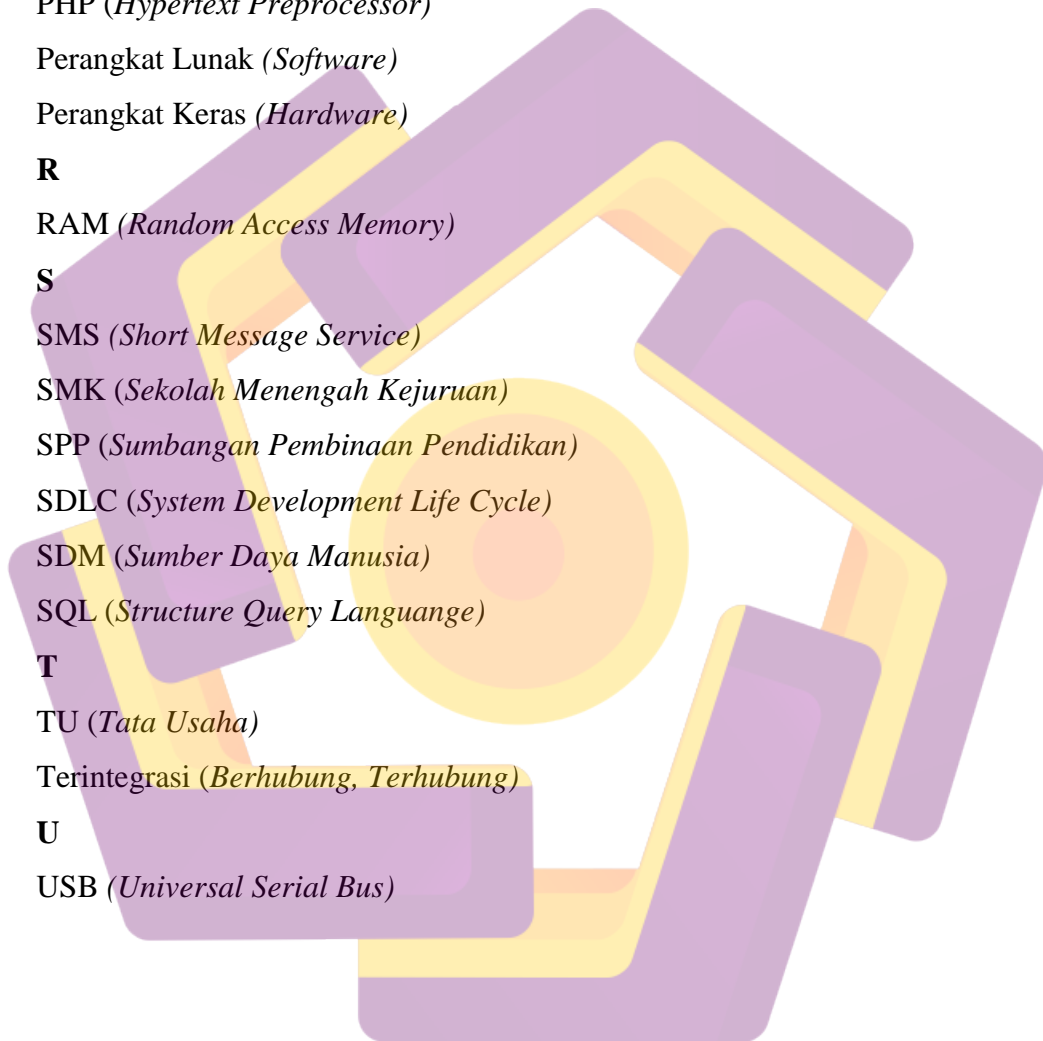 PHP (Hypertext Preprocessor)
Perangkat Lunak (Software)
Perangkat Keras (Hardware)
R
RAM (Random Access Memory)
S
SMS (Short Message Service)
SMK (Sekolah Menengah Kejuruan)
SPP (Sumbangan Pembinaan Pendidikan)
SDLC (System Development Life Cycle)
SDM (Sumber Daya Manusia)
SQL (Structure Query Languange)
T
TU (Tata Usaha)
Terintegrasi (Berhubung, Terhubung)
U
USB (Universal Serial Bus)